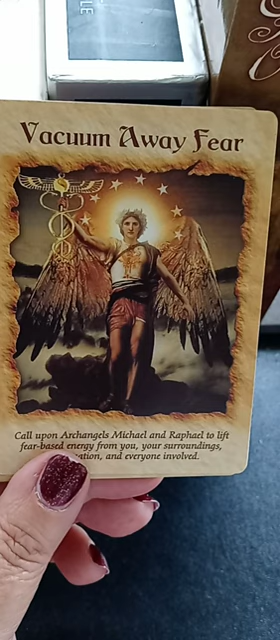 Vacuum Away Fear
Call upon Archangels Michael and Raphael to lift
fear-based energy from you, your surroundings,
ation, and everyone involved.